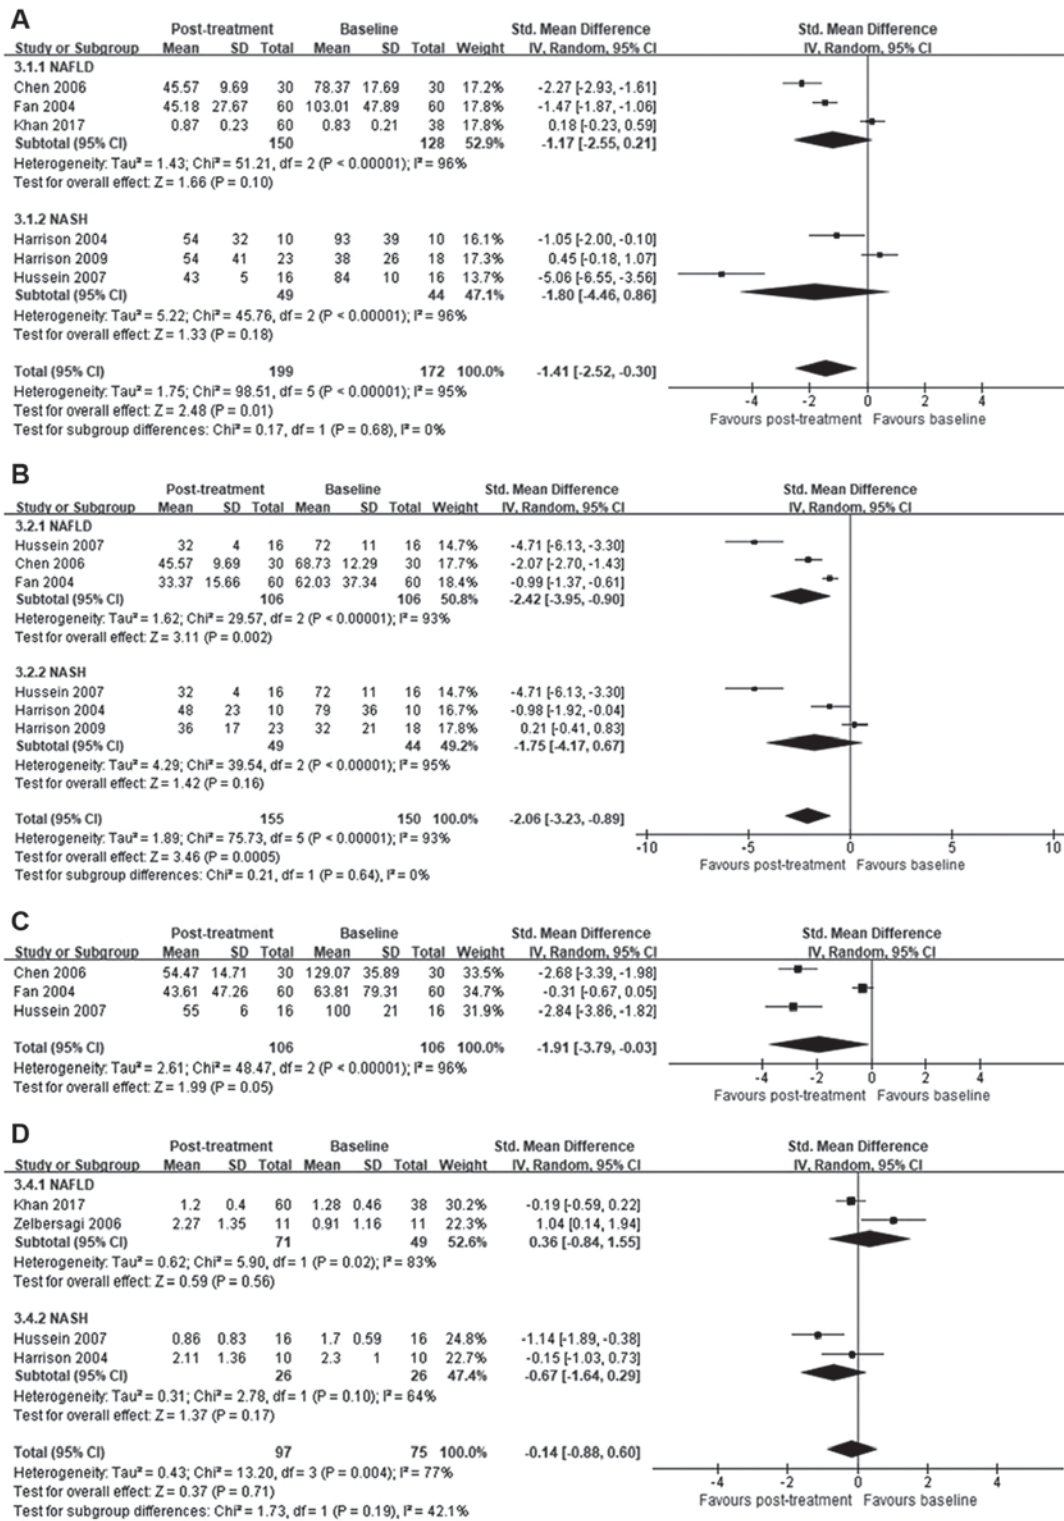 A
Post-treatment Baseline Std. Mean Difference Std. Mean Difference
Study or Subgroup Mean SD Total Mean SD Total Weight IV, Random, 95% CI IV, Random, 95% CI
3.1.1 NAFLD
Chen 2006 45.57 9.69 30 78.37 17.69 30 17.2% -2.27 [-2.93, -1.61]
Fan 2004 45.18 27.67 60 103.01 47.89 60 17.8% -1.47 [-1.87, -1.06]
Khan 2017 0.87 0.23 60 0.83 0.21 38 17.8% 0.18 [-0.23, 0.59]
Subtotal (95% CI) 150 128 52.9% -1.17 [-2.55, 0.21]
Heterogeneity: Tau² = 1.43; Chi² = 51.21, df = 2 (P < 0.00001); I² = 96%
Test for overall effect: Z = 1.66 (P = 0.10)
3.1.2 NASH
Harrison 2004 54 32 10 93 39 10 16.1% -1.05 [-2.00, -0.10]
Harrison 2009 54 41 23 38 26 18 17.3% 0.45 [-0.18, 1.07]
Hussein 2007 43 5 16 84 10 16 13.7% -5.06 [-6.55, -3.56]
Subtotal (95% CI) 49 44 47.1% -1.80 [-4.46, 0.86]
Heterogeneity: Tau² = 5.22; Chi² = 45.76, df = 2 (P < 0.00001); I² = 96%
Test for overall effect: Z = 1.33 (P = 0.18)
Total (95% CI) 199 172 100.0% -1.41 [-2.52, -0.30]
Heterogeneity: Tau² = 1.75; Chi² = 98.51, df = 5 (P < 0.00001); I² = 95%
Test for overall effect: Z = 2.48 (P = 0.01)
Test for subgroup differences: Chi² = 0.17, df = 1 (P = 0.68), I² = 0%
-4 -2 0 2 4
Favours post-treatment Favours baseline
B
Post-treatment Baseline Std. Mean Difference Std. Mean Difference
Study or Subgroup Mean SD Total Mean SD Total Weight IV, Random, 95% CI IV, Random, 95% CI
3.2.1 NAFLD
Hussein 2007 32 4 16 72 11 16 14.7% -4.71 [-6.13, -3.30]
Chen 2006 45.57 9.69 30 68.73 12.29 30 17.7% -2.07 [-2.70, -1.43]
Fan 2004 33.37 15.66 60 62.03 37.34 60 18.4% -0.99 [-1.37, -0.61]
Subtotal (95% CI) 106 106 50.8% -2.42 [-3.95, -0.90]
Heterogeneity: Tau² = 1.62; Chi² = 29.57, df = 2 (P < 0.00001); I² = 93%
Test for overall effect: Z = 3.11 (P = 0.002)
3.2.2 NASH
Hussein 2007 32 4 16 72 11 16 14.7% -4.71 [-6.13, -3.30]
Harrison 2004 48 23 10 79 36 10 16.7% -0.98 [-1.92, -0.04]
Harrison 2009 36 17 23 32 21 18 17.8% 0.21 [-0.41, 0.83]
Subtotal (95% CI) 49 44 49.2% -1.75 [-4.17, 0.67]
Heterogeneity: Tau² = 4.29; Chi² = 39.54, df = 2 (P < 0.00001); I² = 95%
Test for overall effect: Z = 1.42 (P = 0.16)
Total (95% CI) 155 150 100.0% -2.06 [-3.23, -0.89]
Heterogeneity: Tau² = 1.89; Chi² = 75.73, df = 5 (P < 0.00001); I² = 93%
Test for overall effect: Z = 3.46 (P = 0.0005)
Test for subgroup differences: Chi² = 0.21, df = 1 (P = 0.64), I² = 0%
-10 -5 0 5 10
Favours post-treatment Favours baseline
C
Post-treatment Baseline Std. Mean Difference Std. Mean Difference
Study or Subgroup Mean SD Total Mean SD Total Weight IV, Random, 95% CI IV, Random, 95% CI
Chen 2006 54.47 14.71 30 129.07 35.89 30 33.5% -2.68 [-3.39, -1.98]
Fan 2004 43.61 47.26 60 63.81 79.31 60 34.7% -0.31 [-0.67, 0.05]
Hussein 2007 55 6 16 100 21 16 31.9% -2.84 [-3.86, -1.82]
Total (95% CI) 106 106 100.0% -1.91 [-3.79, -0.03]
Heterogeneity: Tau² = 2.61; Chi² = 48.47, df = 2 (P < 0.00001); I² = 96%
Test for overall effect: Z = 1.99 (P = 0.05)
-4 -2 0 2 4
Favours post-treatment Favours baseline
D
Post-treatment Baseline Std. Mean Difference Std. Mean Difference
Study or Subgroup Mean SD Total Mean SD Total Weight IV, Random, 95% CI IV, Random, 95% CI
3.4.1 NAFLD
Khan 2017 1.2 0.4 60 1.28 0.46 38 30.2% -0.19 [-0.59, 0.22]
Zelbersagi 2006 2.27 1.35 11 0.91 1.16 11 22.3% 1.04 [0.14, 1.94]
Subtotal (95% CI) 71 49 52.6% 0.36 [-0.84, 1.55]
Heterogeneity: Tau² = 0.62; Chi² = 5.90, df = 1 (P = 0.02); I² = 83%
Test for overall effect: Z = 0.59 (P = 0.56)
3.4.2 NASH
Hussein 2007 0.86 0.83 16 1.7 0.59 16 24.8% -1.14 [-1.89, -0.38]
Harrison 2004 2.11 1.36 10 2.3 1 10 22.7% -0.15 [-1.03, 0.73]
Subtotal (95% CI) 26 26 47.4% -0.67 [-1.64, 0.29]
Heterogeneity: Tau² = 0.31; Chi² = 2.78, df = 1 (P = 0.10); I² = 64%
Test for overall effect: Z = 1.37 (P = 0.17)
Total (95% CI) 97 75 100.0% -0.14 [-0.88, 0.60]
Heterogeneity: Tau² = 0.43; Chi² = 13.20, df = 3 (P = 0.004); I² = 77%
Test for overall effect: Z = 0.37 (P = 0.71)
Test for subgroup differences: Chi² = 1.73, df = 1 (P = 0.19), I² = 42.1%
-4 -2 0 2 4
Favours post-treatment Favours baseline